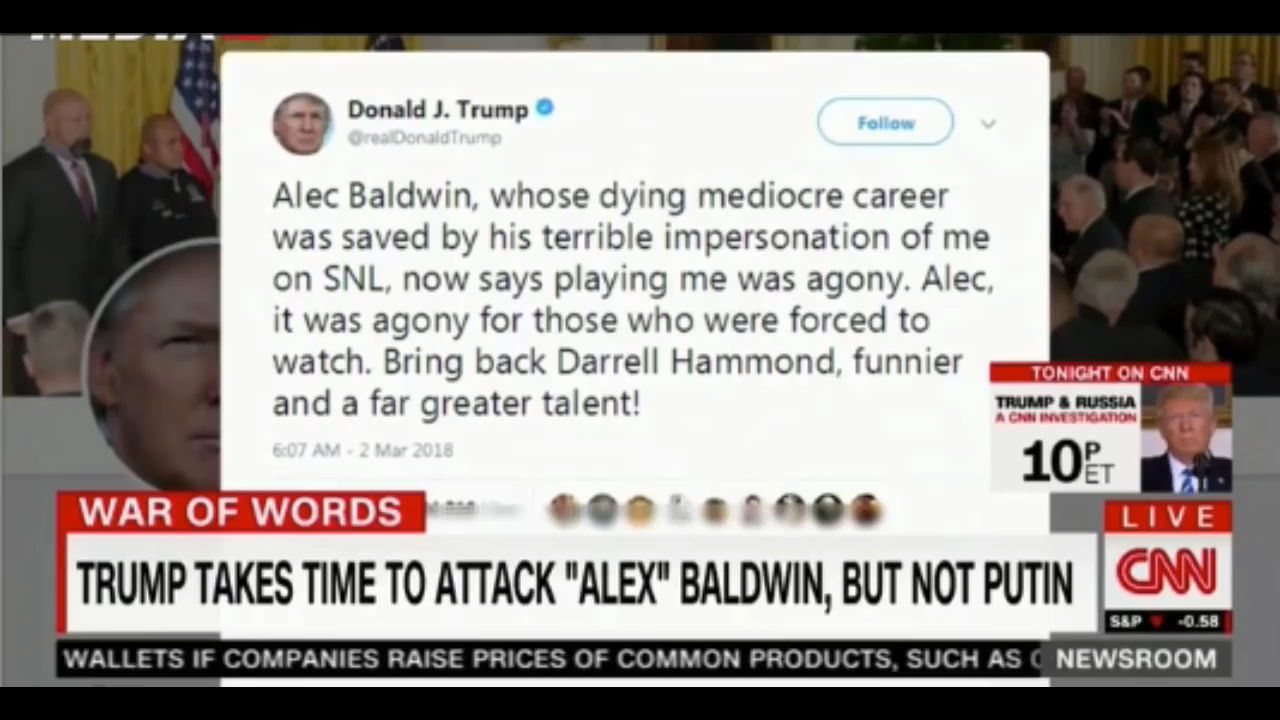 Donald J. Trump
@realDonaldTrump
Follow
Alec Baldwin, whose dying mediocre career
was saved by his terrible impersonation of me
on SNL, now says playing me was agony. Alec,
it was agony for those who were forced to
watch. Bring back Darrell Hammond, funnier
and a far greater talent!
6:07 AM - 2 Mar 2018
TONIGHT ON CNN
TRUMP & RUSSIA
A CNN INVESTIGATION
10P
ET
WAR OF WORDS
TRUMP TAKES TIME TO ATTACK "ALEX" BALDWIN, BUT NOT PUTIN
LIVE
CNN
S&P -0.58
WALLETS IF COMPANIES RAISE PRICES OF COMMON PRODUCTS, SUCH AS
NEWSROOM